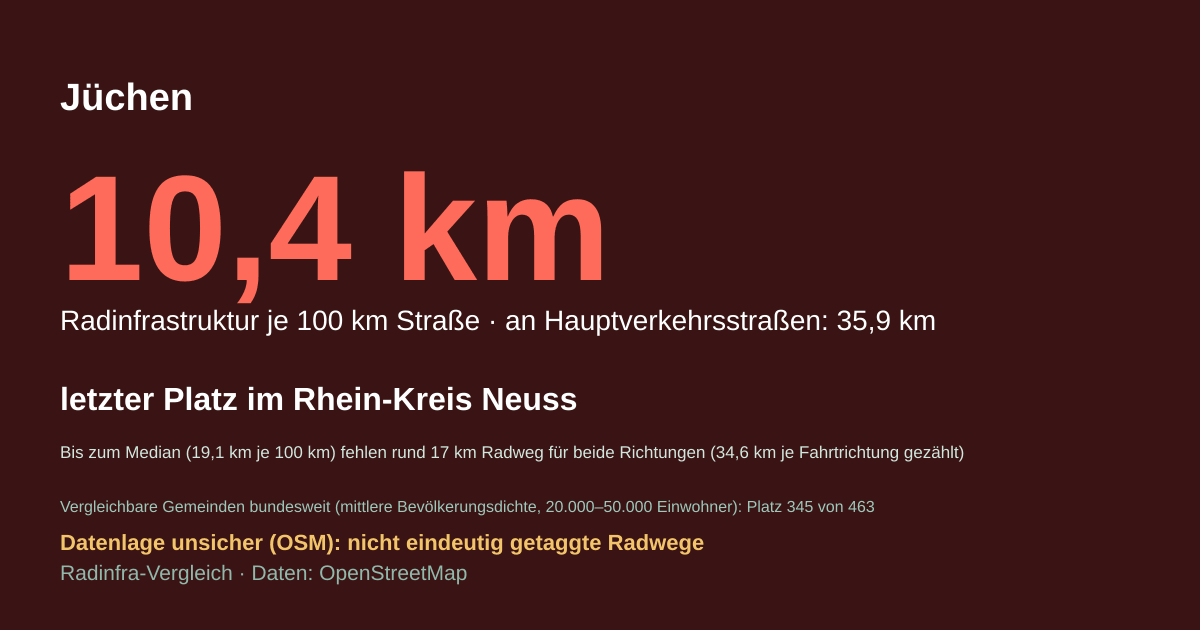 Jüchen
10,4 km
Radinfrastruktur je 100 km Straße · an Hauptverkehrsstraßen: 35,9 km
letzter Platz im Rhein-Kreis Neuss
Bis zum Median (19,1 km je 100 km) fehlen rund 17 km Radweg für beide Richtungen (34,6 km je Fahrtrichtung gezählt)
Vergleichbare Gemeinden bundesweit (mittlere Bevölkerungsdichte, 20.000–50.000 Einwohner): Platz 345 von 463
Datenlage unsicher (OSM): nicht eindeutig getaggte Radwege
Radinfra-Vergleich · Daten: OpenStreetMap